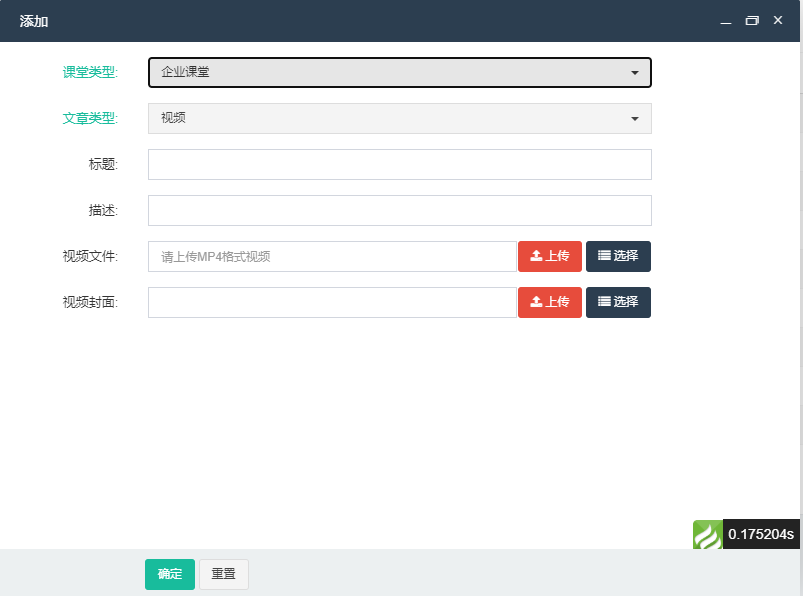 添加
课堂类型: 企业课堂
文章类型: 视频
标题:
描述:
视频文件: 请上传MP4格式视频 上传 选择
视频封面: 上传 选择
0.175204s
确定 重置